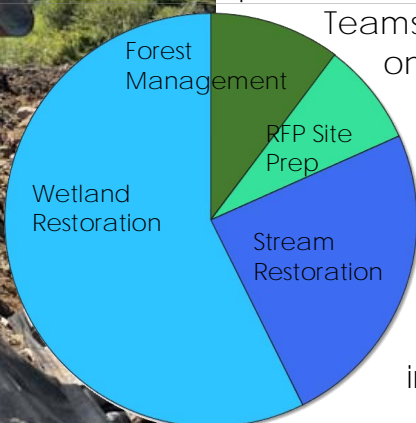 Teams
on
Forest
Management
RFP Site
Prep
Wetland
Restoration
Stream
Restoration
in